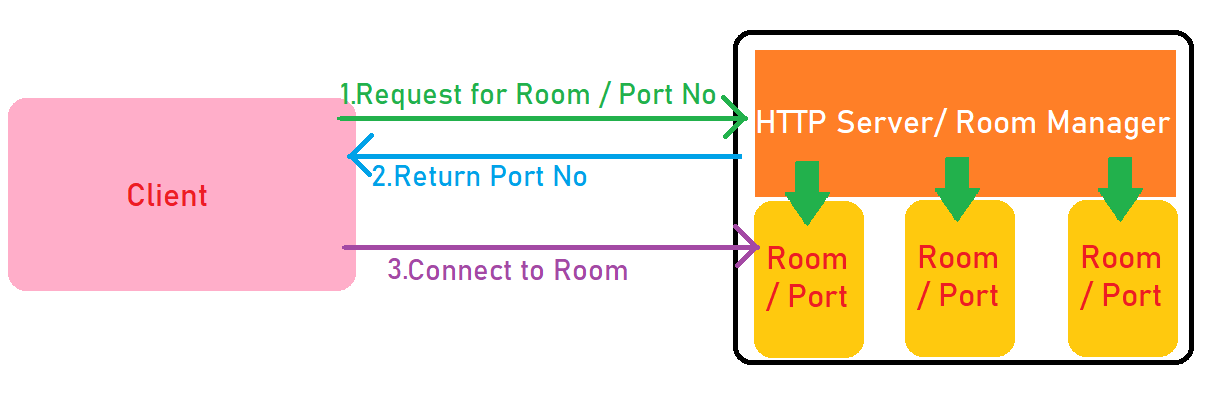 1.Request for Room / Port No
HTTP Server/ Room Manager
2.Return Port No
Client
3.Connect to Room
Room
/ Port
Room
/ Port
Room
/ Port